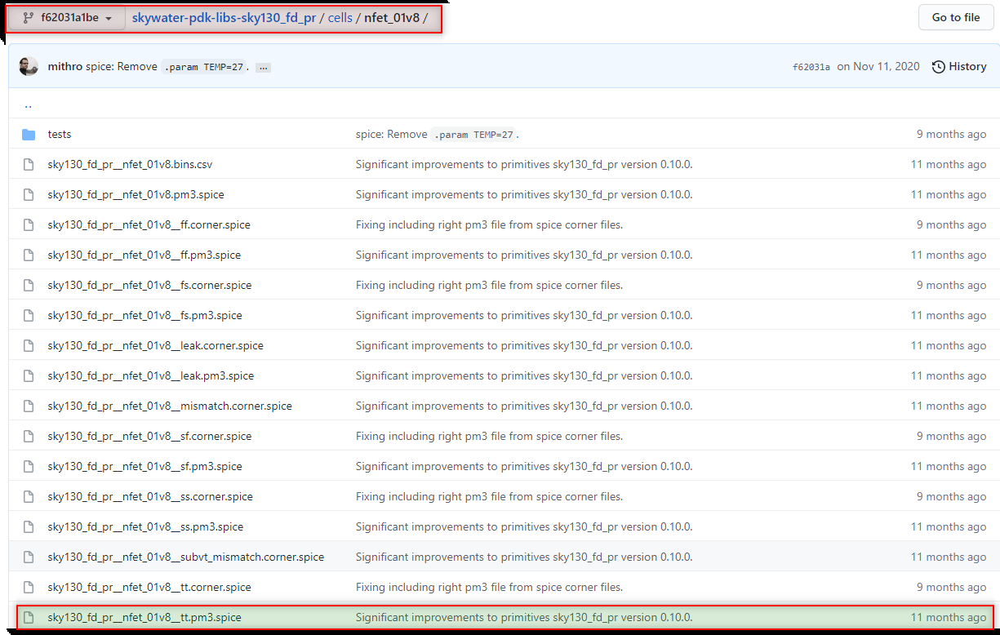 f62031a1be skywater-pdk-libs-sky130_fd_pr / cells / nfet_01v8 / Go to file
mithro spice: Remove .param TEMP=27. ... f62031a on Nov 11, 2020 History
..
tests spice: Remove .param TEMP=27. 9 months ago
sky130_fd_pr__nfet_01v8.bins.csv Significant improvements to primitives sky130_fd_pr version 0.10.0. 11 months ago
sky130_fd_pr__nfet_01v8.pm3.spice Significant improvements to primitives sky130_fd_pr version 0.10.0. 11 months ago
sky130_fd_pr__nfet_01v8__ff.corner.spice Fixing including right pm3 file from spice corner files. 9 months ago
sky130_fd_pr__nfet_01v8__ff.pm3.spice Significant improvements to primitives sky130_fd_pr version 0.10.0. 11 months ago
sky130_fd_pr__nfet_01v8__fs.corner.spice Fixing including right pm3 file from spice corner files. 9 months ago
sky130_fd_pr__nfet_01v8__fs.pm3.spice Significant improvements to primitives sky130_fd_pr version 0.10.0. 11 months ago
sky130_fd_pr__nfet_01v8__leak.corner.spice Significant improvements to primitives sky130_fd_pr version 0.10.0. 11 months ago
sky130_fd_pr__nfet_01v8__leak.pm3.spice Significant improvements to primitives sky130_fd_pr version 0.10.0. 11 months ago
sky130_fd_pr__nfet_01v8__mismatch.corner.spice Significant improvements to primitives sky130_fd_pr version 0.10.0. 11 months ago
sky130_fd_pr__nfet_01v8__sf.corner.spice Fixing including right pm3 file from spice corner files. 9 months ago
sky130_fd_pr__nfet_01v8__sf.pm3.spice Significant improvements to primitives sky130_fd_pr version 0.10.0. 11 months ago
sky130_fd_pr__nfet_01v8__ss.corner.spice Fixing including right pm3 file from spice corner files. 9 months ago
sky130_fd_pr__nfet_01v8__ss.pm3.spice Significant improvements to primitives sky130_fd_pr version 0.10.0. 11 months ago
sky130_fd_pr__nfet_01v8__subvt_mismatch.corner.spice Significant improvements to primitives sky130_fd_pr version 0.10.0. 11 months ago
sky130_fd_pr__nfet_01v8__tt.corner.spice Fixing including right pm3 file from spice corner files. 9 months ago
sky130_fd_pr__nfet_01v8__tt.pm3.spice Significant improvements to primitives sky130_fd_pr version 0.10.0. 11 months ago